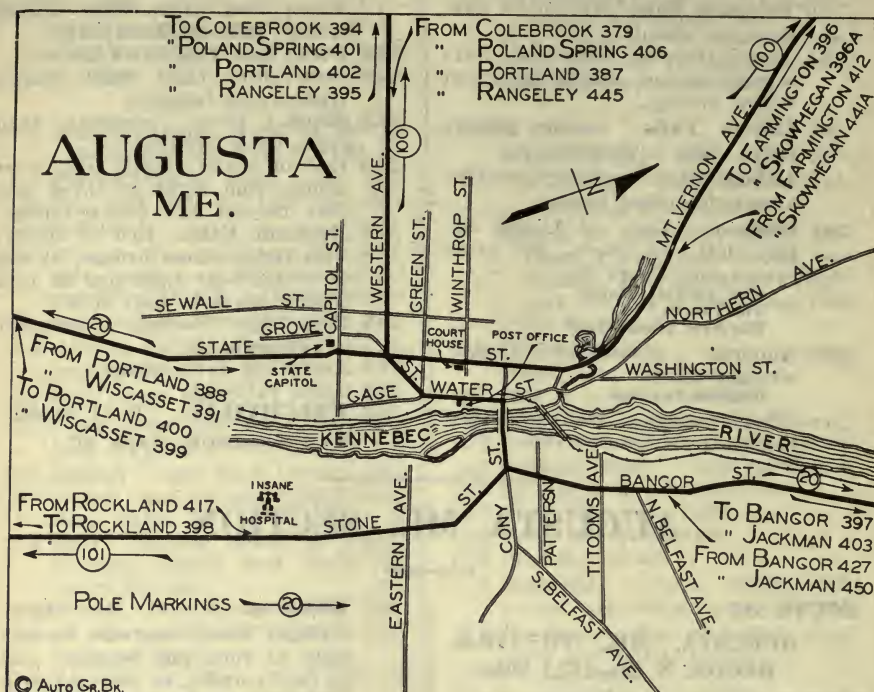 TO COLEBROOK 394
" POLAND SPRING 401
" PORTLAND 402
" RANGELEY 395
FROM COLEBROOK 379
" POLAND SPRING 406
" PORTLAND 387
" RANGELEY 445
100
100
TO FARMINGTON 396
" SKOWHEGAN 396A
FROM FARMINGTON 412
" SKOWHEGAN 441A
AUGUSTA
ME.
N
MT. VERNON AVE.
WESTERN AVE.
CAPITOL ST.
GREEN ST.
WINTHROP ST.
NORTHERN AVE.
SEWALL ST.
GROVE
COURT HOUSE
POST OFFICE
20
STATE ST.
STATE CAPITOL
ST.
WASHINGTON ST.
GAGE
WATER ST
FROM PORTLAND 388
" WISCASSET 391
TO PORTLAND 400
" WISCASSET 399
KENNEBEC RIVER
INSANE
HOSPITAL
FROM ROCKLAND 417
TO ROCKLAND 398
101
STONE ST.
EASTERN AVE.
CONY ST.
PATTERSN
TITOOMS AVE.
BANGOR ST.
20
N. BELFAST AVE.
S. BELFAST AVE.
TO BANGOR 397
" JACKMAN 403
FROM BANGOR 427
" JACKMAN 450
POLE MARKINGS 20
© AUTO GR. BK.